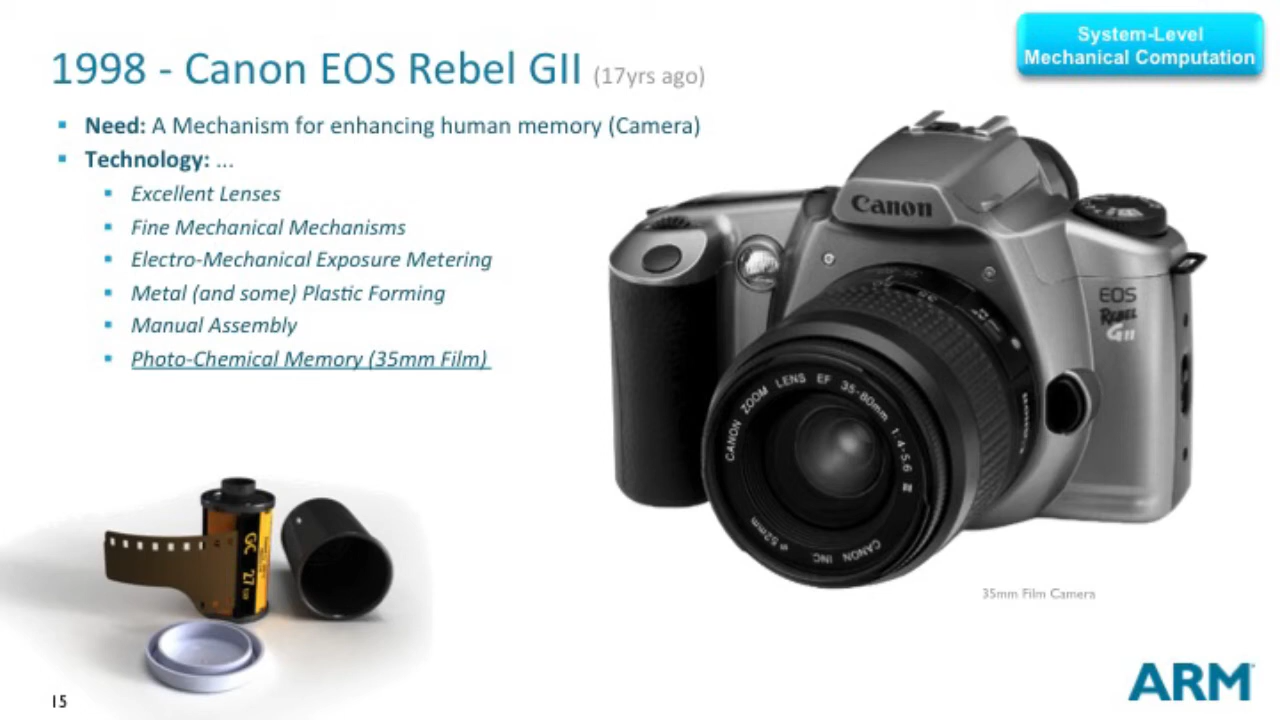 System-Level
Mechanical Computation
1998 - Canon EOS Rebel GII (17yrs ago)
Need: A Mechanism for enhancing human memory (Camera)
Technology: ...
Excellent Lenses
Fine Mechanical Mechanisms
Electro-Mechanical Exposure Metering
Metal (and some) Plastic Forming
Manual Assembly
Photo-Chemical Memory (35mm Film)
Canon
EOS
REBEL
GII
CANON ZOOM LENS EF 35-80mm 1:4-5.6 III
ø52mm
CANON INC.
GC
35mm Film Camera
ARM
15